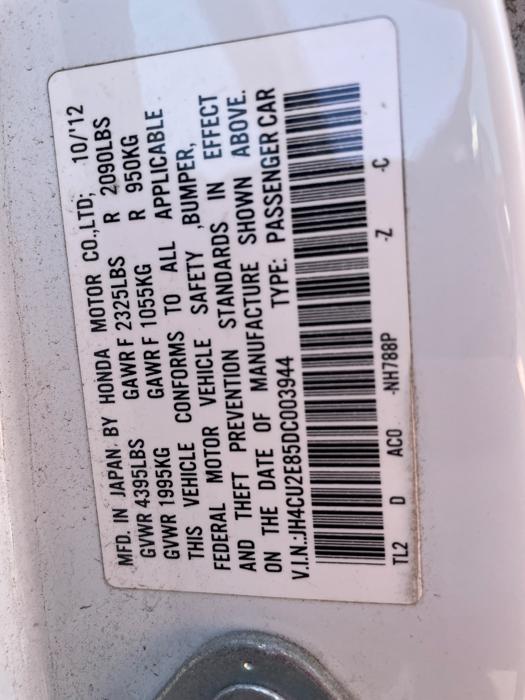 MFD. IN JAPAN BY HONDA MOTOR CO.,LTD; 10/'12
GVWR 4395LBS GAWR F 2325LBS R 2090LBS
GVWR 1995KG GAWR F 1055KG R 950KG
THIS VEHICLE CONFORMS TO ALL APPLICABLE
FEDERAL MOTOR VEHICLE SAFETY ,BUMPER,
AND THEFT PREVENTION STANDARDS IN EFFECT
ON THE DATE OF MANUFACTURE SHOWN ABOVE.
V.I.N.:JH4CU2E85DC003944 TYPE: PASSENGER CAR
TL2 D AC0 -NH788P -Z -C